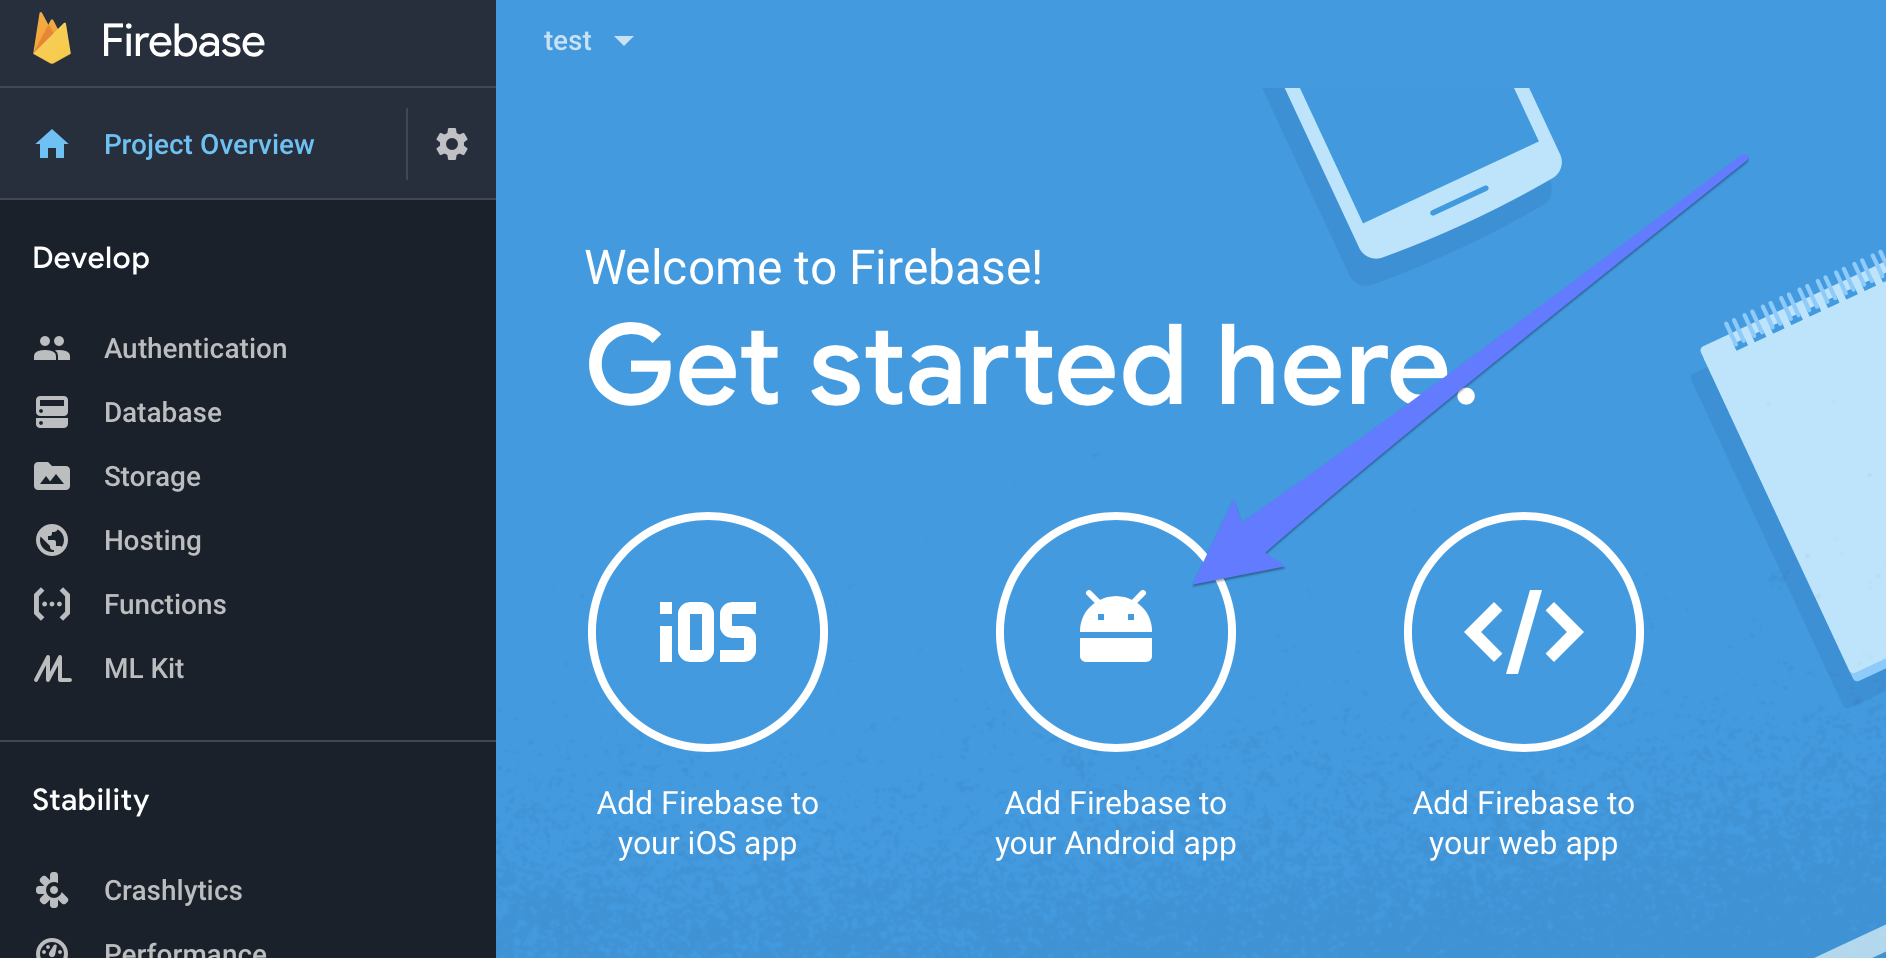 Firebase
Project Overview
Develop
Authentication
Database
Storage
Hosting
Functions
ML Kit
Stability
Crashlytics
Performance
test
Welcome to Firebase!
Get started here.
iOS
Add Firebase to
your iOS app
Add Firebase to
your Android app
</>
Add Firebase to
your web app